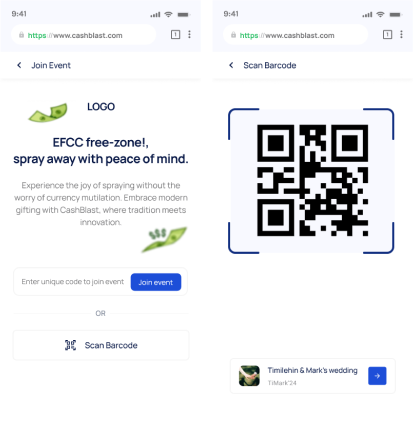 9:41
https://www.cashblast.com
1
Join Event
LOGO
EFCC free-zone!,
spray away with peace of mind.
Experience the joy of spraying without the
worry of currency mutilation. Embrace modern
gifting with CashBlast, where tradition meets
innovation.
Enter unique code to join event
Join event
OR
Scan Barcode
9:41
https://www.cashblast.com
1
Scan Barcode
Timilehin & Mark's wedding
TiMark'24